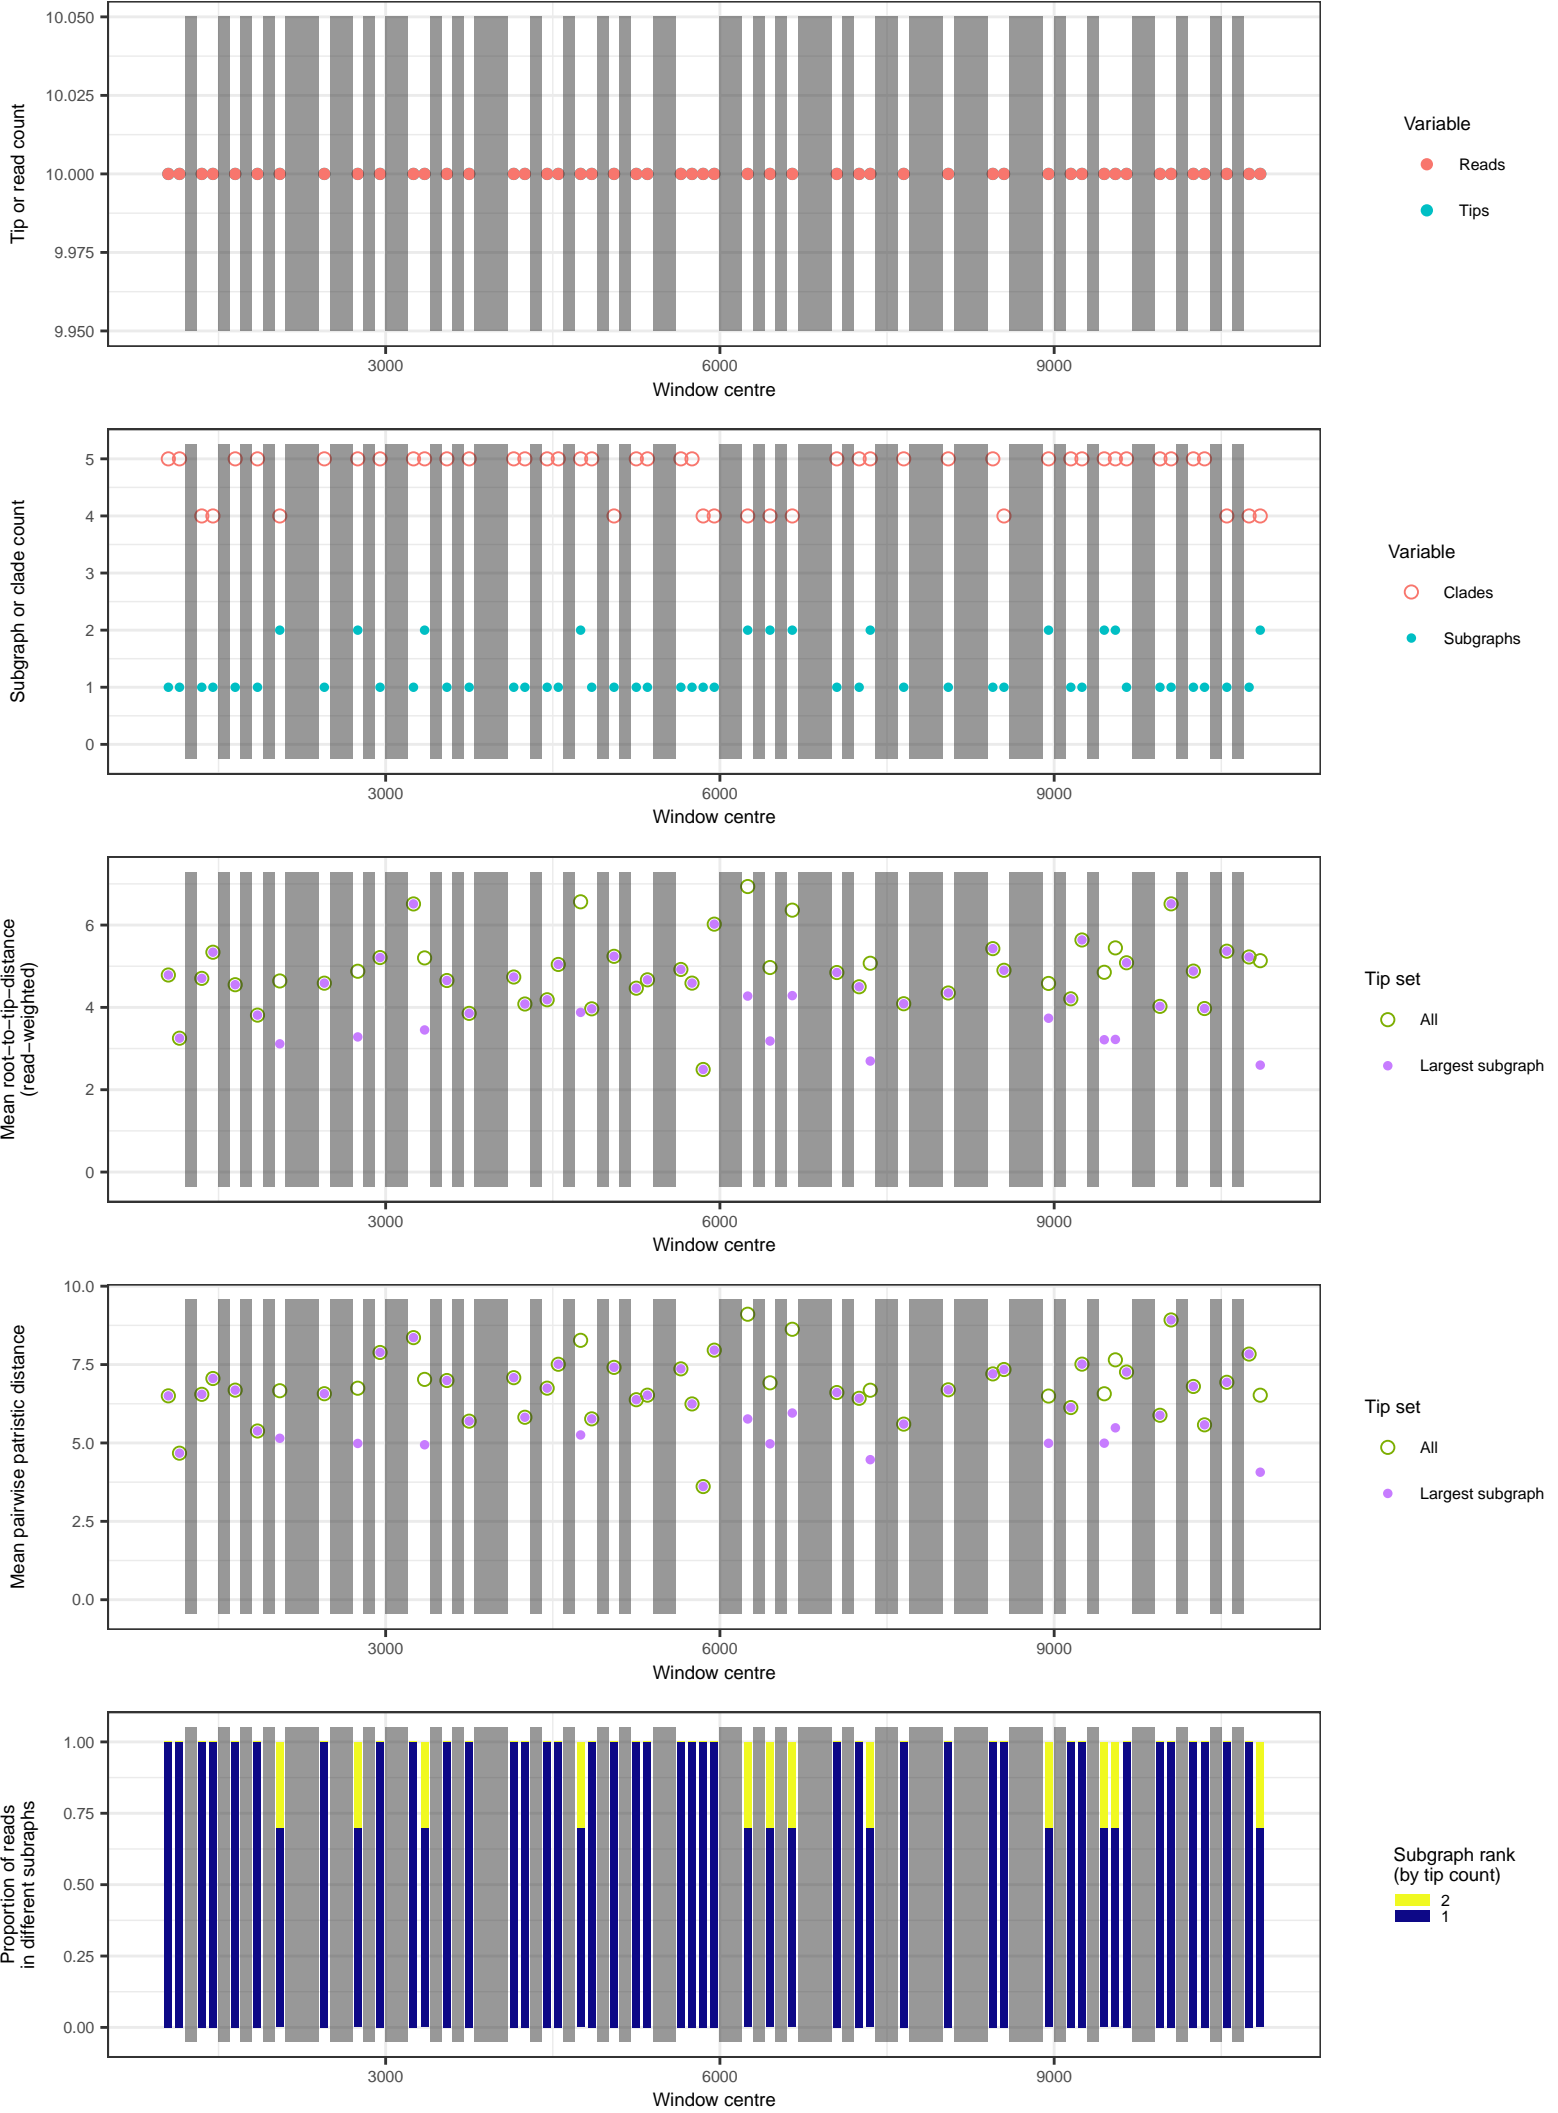 10.050
10.025
10.000
9.975
9.950
Tip or read count
3000
6000
9000
Window centre
Variable
Reads
Tips
5
4
3
2
1
0
Subgraph or clade count
3000
6000
9000
Window centre
Variable
Clades
Subgraphs
6
4
2
0
Mean root−to−tip−distance
(read−weighted)
3000
6000
9000
Window centre
Tip set
All
Largest subgraph
10.0
7.5
5.0
2.5
0.0
Mean pairwise patristic distance
3000
6000
9000
Window centre
Tip set
All
Largest subgraph
1.00
0.75
0.50
0.25
0.00
Proportion of reads
in different subraphs
3000
6000
9000
Window centre
Subgraph rank
(by tip count)
2
1